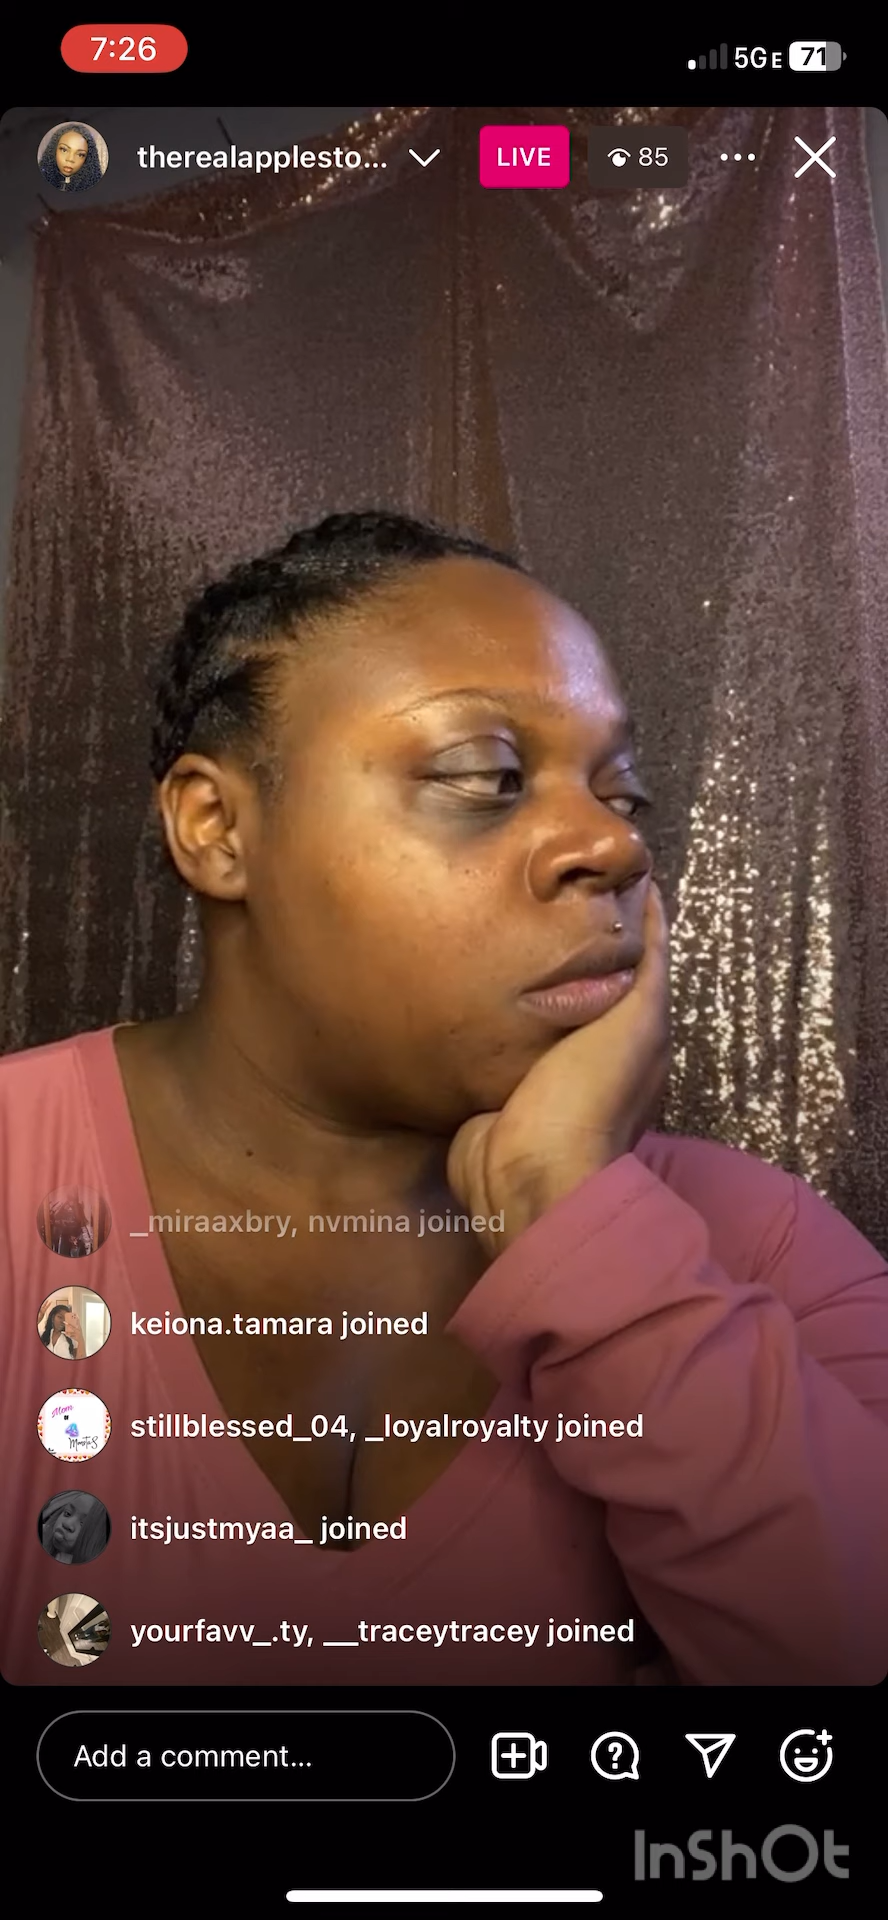 7:26
5GE 71
therealapplesto... LIVE 85
_miraaxbry, nvmina joined
keiona.tamara joined
stillblessed_04, _loyalroyalty joined
Mom
itsjustmyaa_ joined
yourfavv_.ty, __traceytracey joined
Add a comment...
InShOt